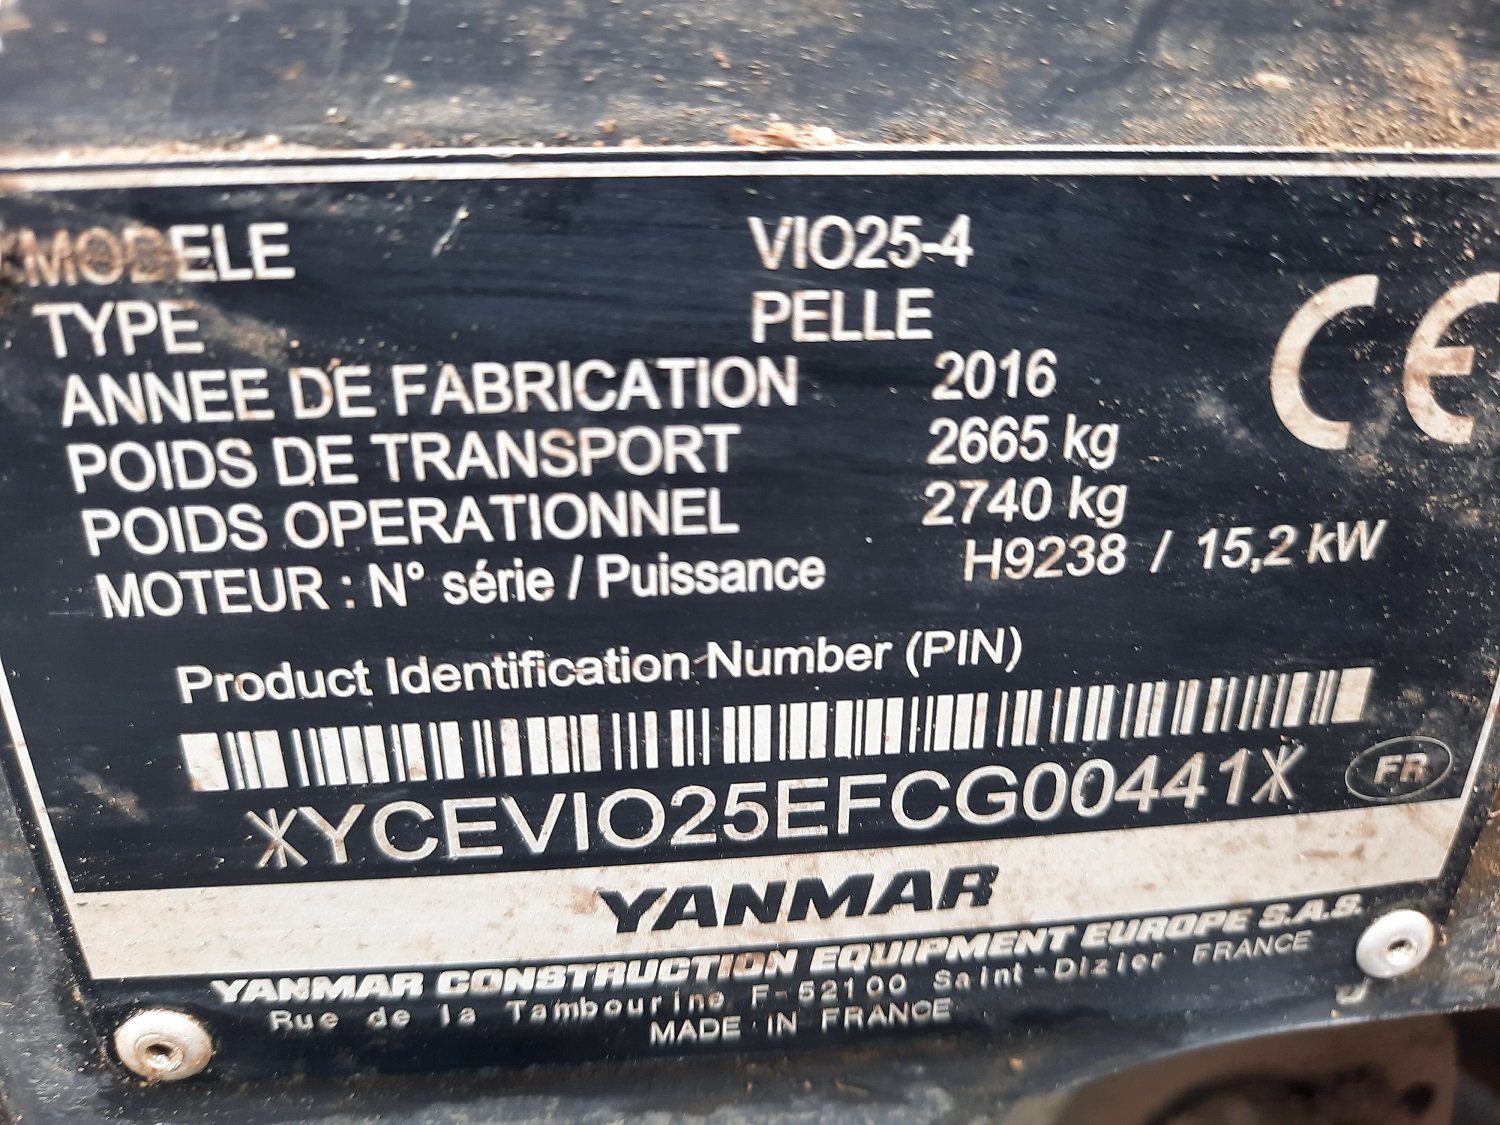 MODELE VIO25-4
TYPE PELLE
ANNEE DE FABRICATION 2016
POIDS DE TRANSPORT 2665 kg
POIDS OPERATIONNEL 2740 kg
MOTEUR : N° série / Puissance H9238 / 15,2 kW
CE
Product Identification Number (PIN)
*YCEVIO25EFCG00441*
FR
YANMAR
YANMAR CONSTRUCTION EQUIPMENT EUROPE S.A.S.
Rue de la Tambourine F-52100 Saint-Dizier FRANCE
MADE IN FRANCE